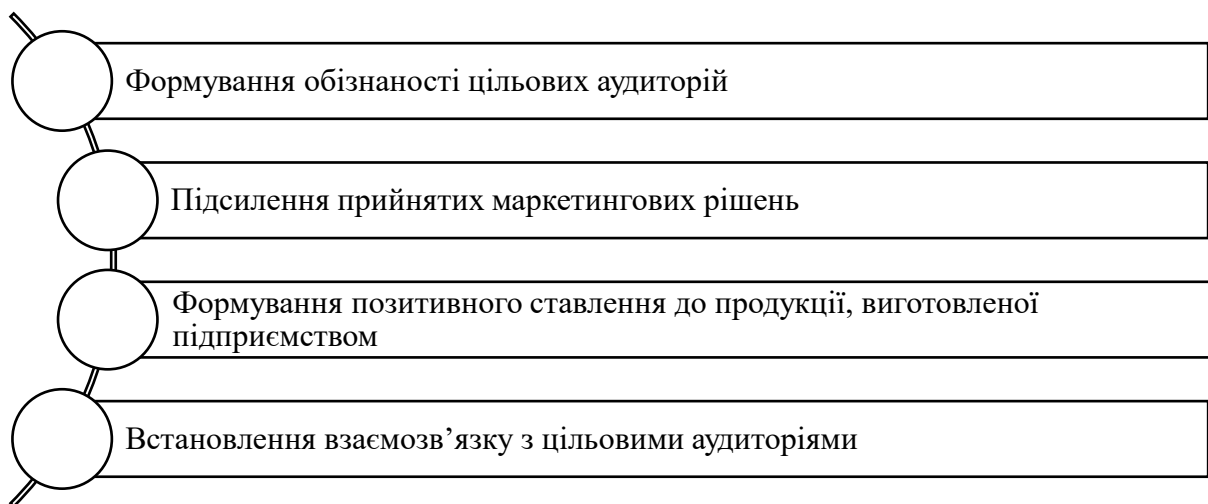 Формування обізнаності цільових аудиторій
Підсилення прийнятих маркетингових рішень
Формування позитивного ставлення до продукції, виготовленої
підприємством
Встановлення взаємозв’язку з цільовими аудиторіями